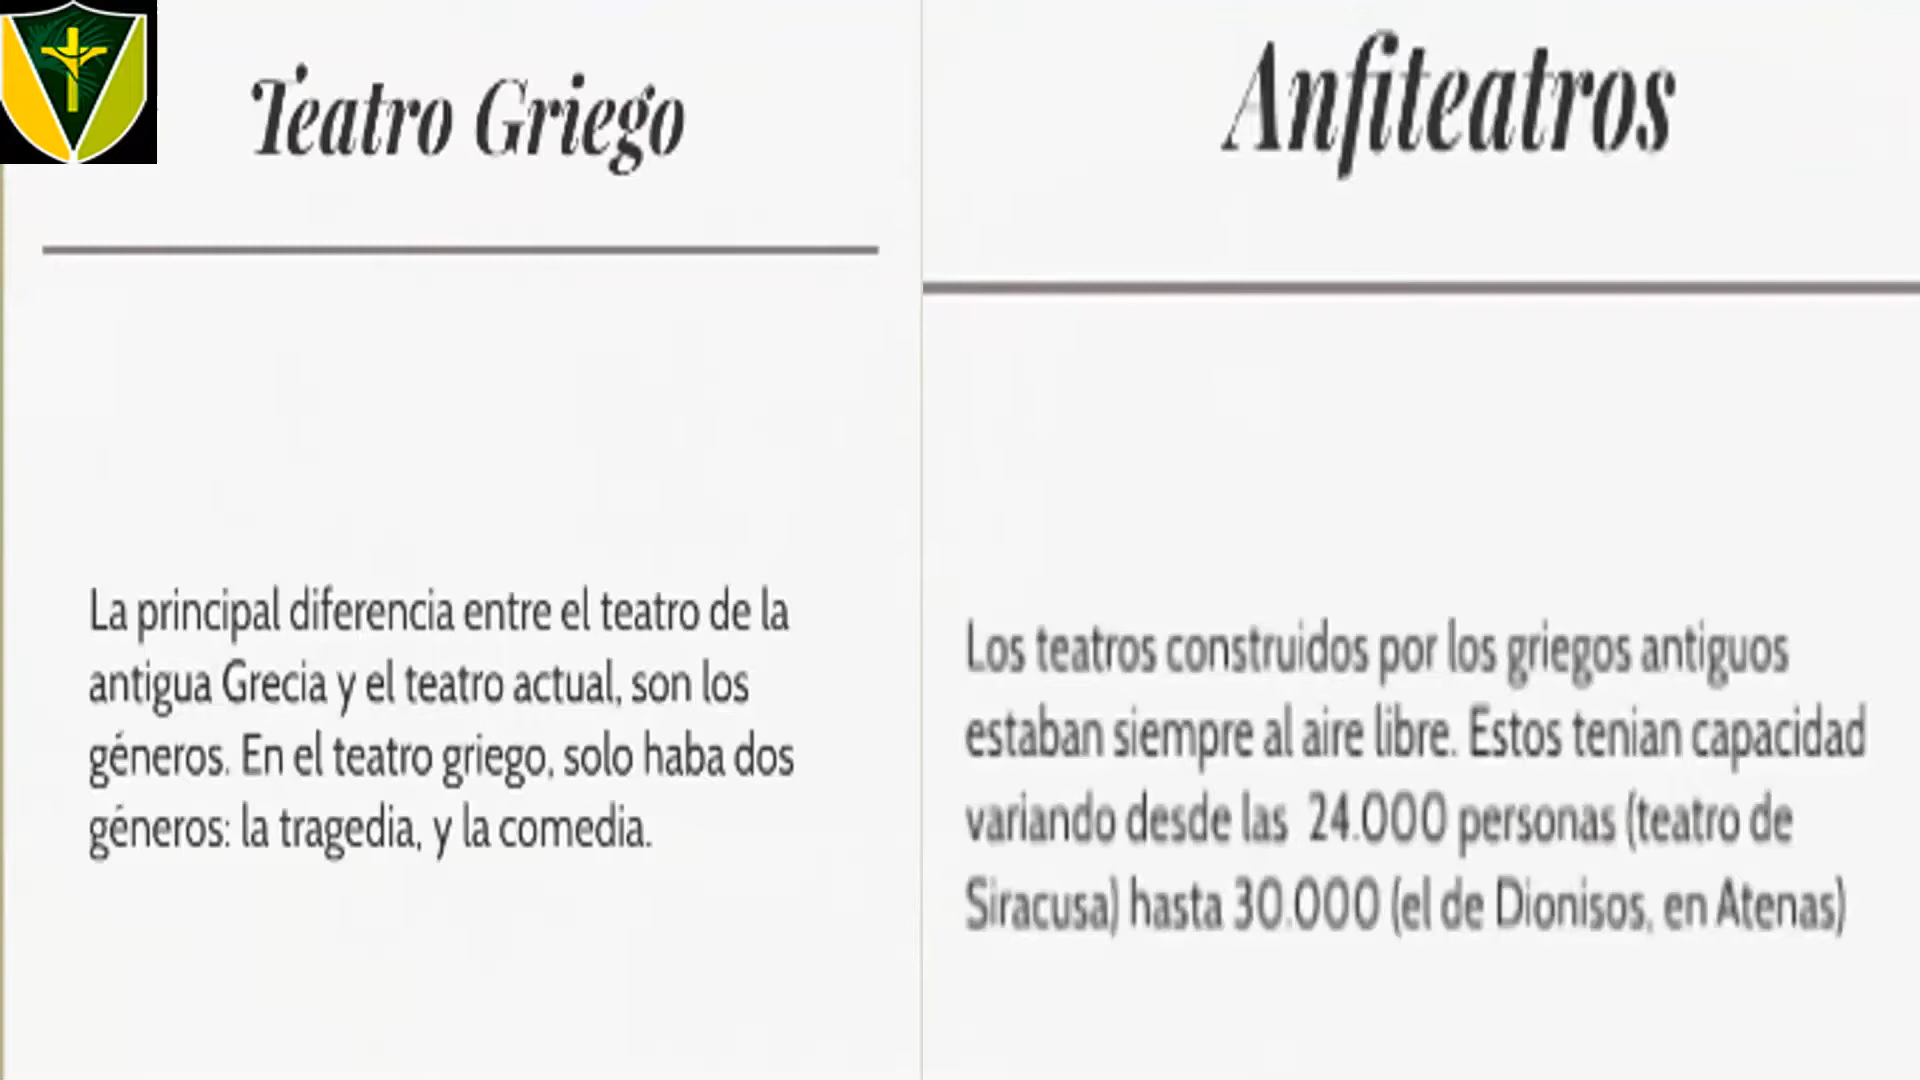 Teatro Griego
La principal diferencia entre el teatro de la
antigua Grecia y el teatro actual, son los
géneros. En el teatro griego, solo haba dos
géneros: la tragedia, y la comedia.
Anfiteatros
Los teatros construidos por los griegos antiguos
estaban siempre al aire libre. Estos tenian capacidad
variando desde las 24.000 personas (teatro de
Siracusa) hasta 30.000 (el de Dionisos, en Atenas)